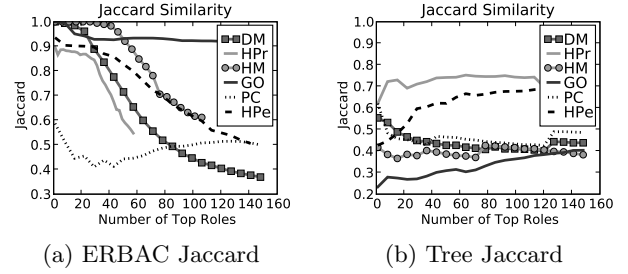 Jaccard Similarity
1.0
0.9
0.8
0.7
0.6
0.5
0.4
0.3
Jaccard
0 20 40 60 80 100 120 140 160
Number of Top Roles
DM
HPr
HM
GO
PC
HPe
(a) ERBAC Jaccard
Jaccard Similarity
1.0
0.9
0.8
0.7
0.6
0.5
0.4
0.3
0.2
Jaccard
0 20 40 60 80 100 120 140 160
Number of Top Roles
DM
HPr
HM
GO
PC
HPe
(b) Tree Jaccard